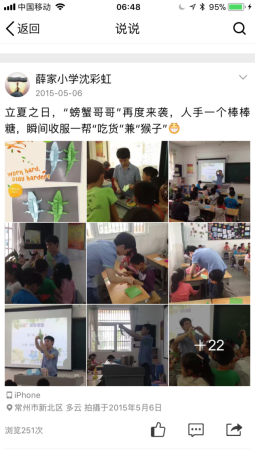 中国移动 06:48 95%
返回
说说
薛家小学沈彩虹
2015-05-06
立夏之日，“螃蟹哥哥”再度来袭，人手一个棒棒
糖，瞬间收服一帮“吃货”兼“猴子”
+22
iPhone
常州市新北区 多云 拍摄于2015年5月6日
浏览251次